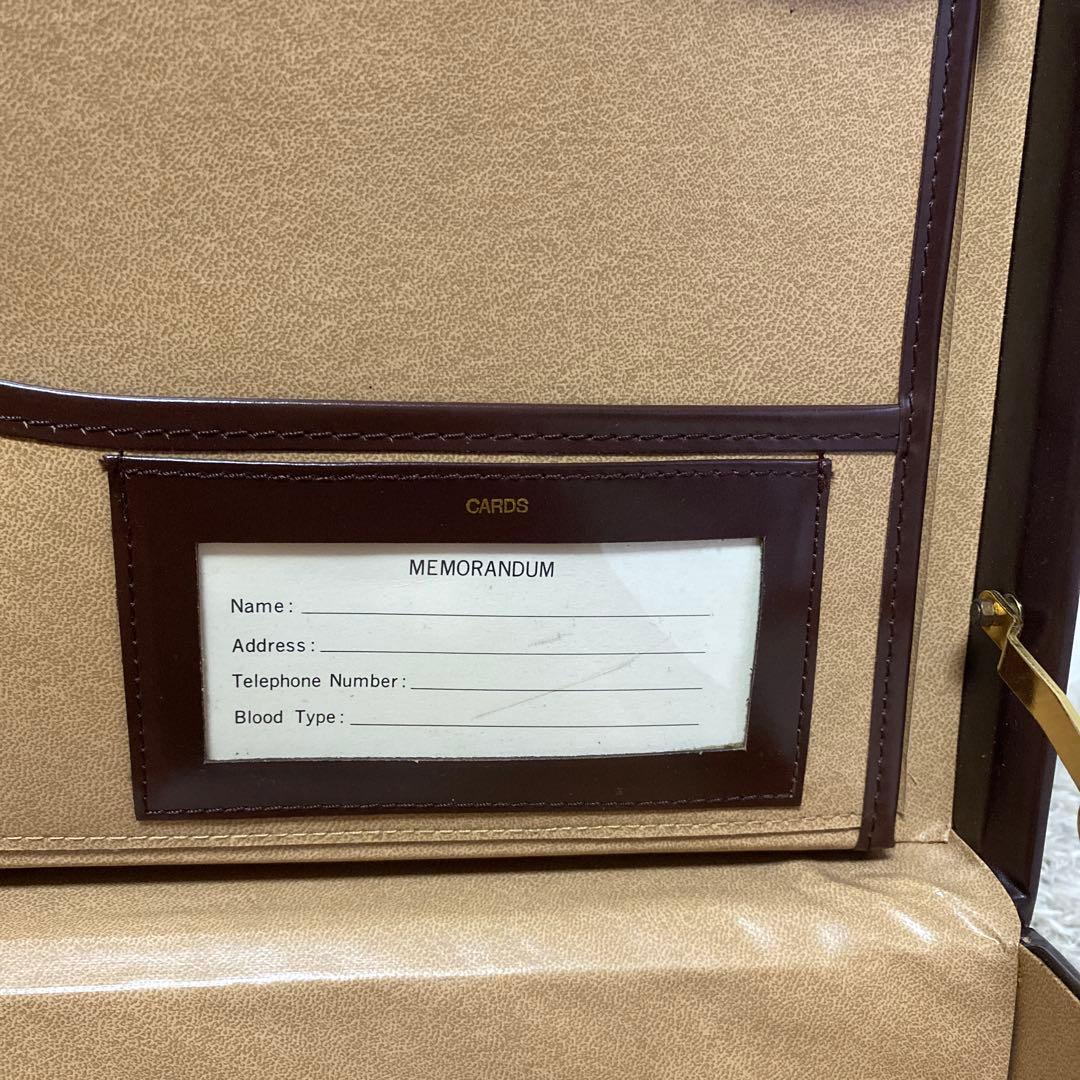 CARDS
MEMORANDUM
Name:
Address:
Telephone Number:
Blood Type: